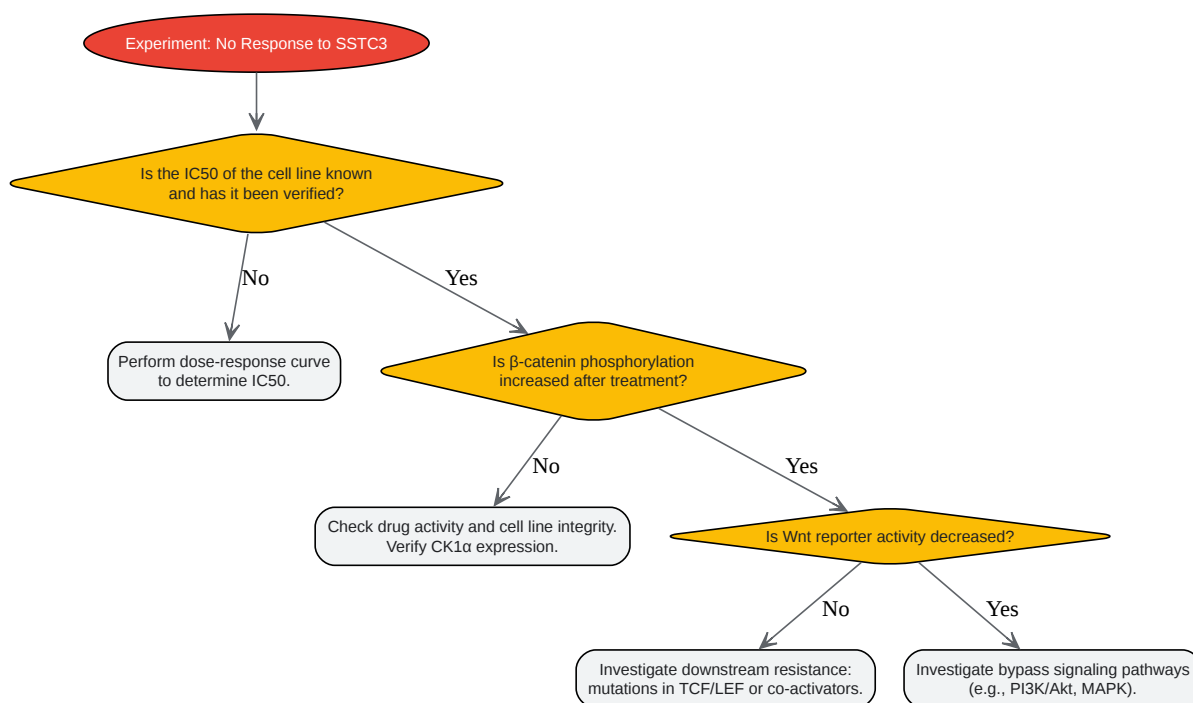 Experiment: No Response to SSTC3
Is the IC50 of the cell line known
and has it been verified?
No
Yes
Perform dose-response curve
to determine IC50.
Is β-catenin phosphorylation
increased after treatment?
No
Yes
Check drug activity and cell line integrity.
Verify CK1α expression.
Is Wnt reporter activity decreased?
No
Yes
Investigate downstream resistance:
mutations in TCF/LEF or co-activators.
Investigate bypass signaling pathways
(e.g., PI3K/Akt, MAPK).